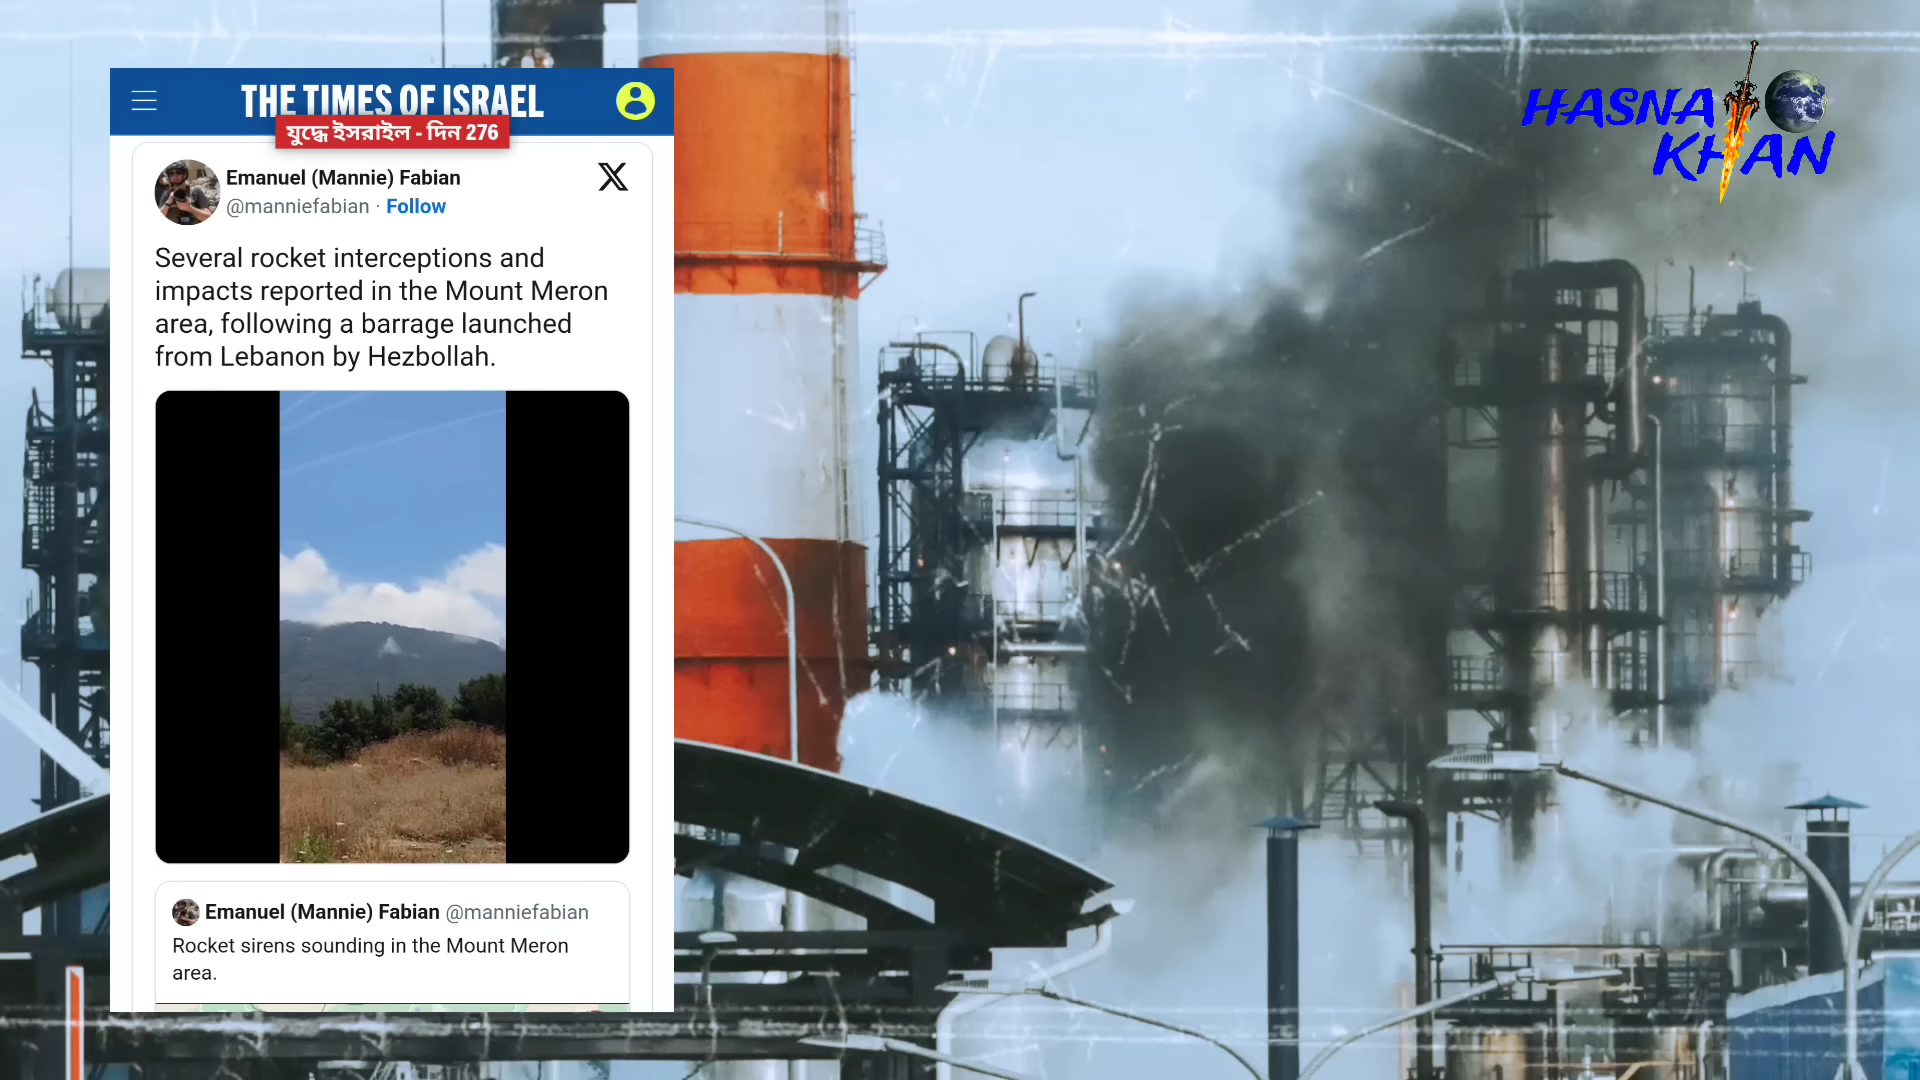 THE TIMES OF ISRAEL
যুদ্ধে ইসরাইল - দিন 276
Emanuel (Mannie) Fabian
@manniefabian · Follow
Several rocket interceptions and
impacts reported in the Mount Meron
area, following a barrage launched
from Lebanon by Hezbollah.
Emanuel (Mannie) Fabian @manniefabian
Rocket sirens sounding in the Mount Meron
area.
HASNA
KHAN